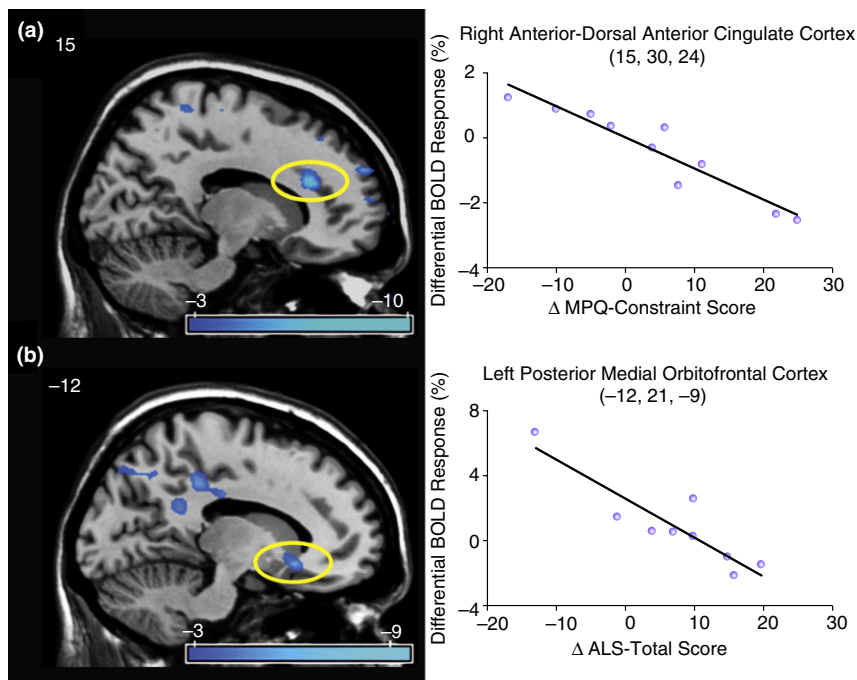 (a)
15
−3
−10
Right Anterior-Dorsal Anterior Cingulate Cortex
(15, 30, 24)
Differential BOLD Response (%)
2
0
−2
−4
−20
−10
0
10
20
30
Δ MPQ-Constraint Score
(b)
−12
−3
−9
Left Posterior Medial Orbitofrontal Cortex
(−12, 21, −9)
Differential BOLD Response (%)
8
4
0
−4
−20
−10
0
10
20
30
Δ ALS-Total Score